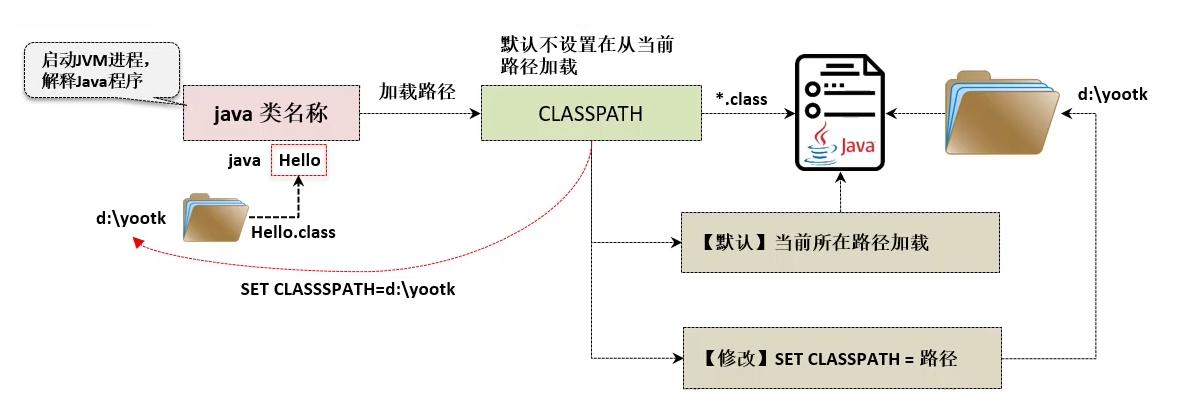 启动JVM进程，
解释Java程序
java 类名称
加载路径
默认不设置在从当前
路径加载
CLASSPATH
*.class
Java
d:\yootk
java Hello
d:\yootk
Hello.class
SET CLASSSPATH=d:\yootk
【默认】当前所在路径加载
【修改】SET CLASSPATH = 路径